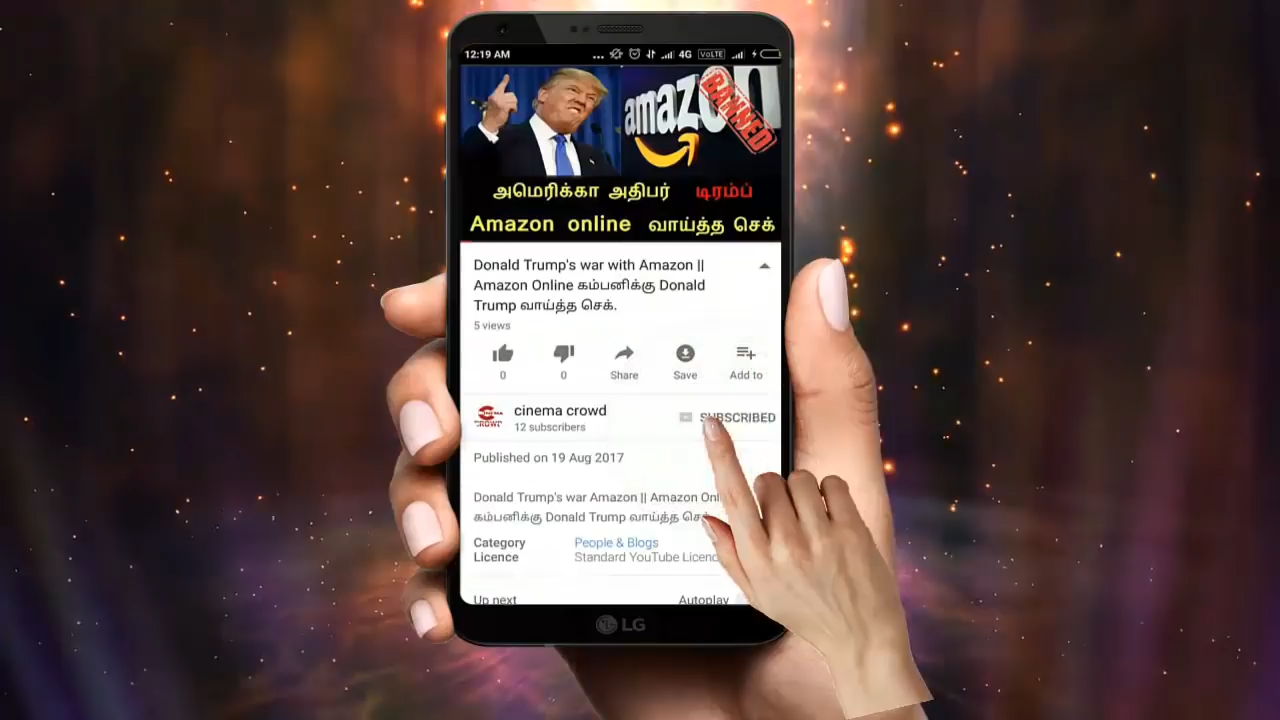 12:19 AM ... 4G VoLTE
amazon
BANNED
அமெரிக்கா அதிபர் டிரம்ப்
Amazon online வாய்த்த செக்
Donald Trump's war with Amazon ||
Amazon Online கம்பனிக்கு Donald
Trump வாய்த்த செக்.
5 views
0 0 Share Save Add to
cinema crowd
SUBSCRIBED
12 subscribers
Published on 19 Aug 2017
Donald Trump's war Amazon || Amazon Onl
கம்பனிக்கு Donald Trump வாய்த்த செக்
Category People & Blogs
Licence Standard YouTube Licenc
Up next Autoplay
LG